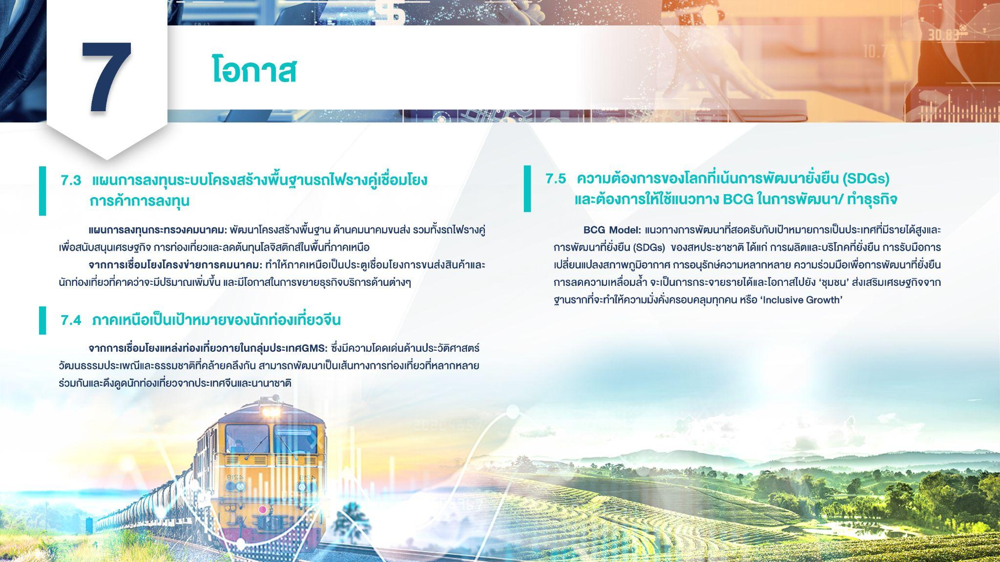 7
โอกาส
7.3 แผนการลงทุนระบบโครงสร้างพื้นฐานรถไฟรางคู่เชื่อมโยง
การค้าการลงทุน
แผนการลงทุนกระทรวงคมนาคม: พัฒนาโครงสร้างพื้นฐาน ด้านคมนาคมขนส่ง รวมทั้งรถไฟรางคู่
เพื่อสนับสนุนเศรษฐกิจ การท่องเที่ยวและลดต้นทุนโลจิสติกส์ในพื้นที่ภาคเหนือ
จากการเชื่อมโยงโครงข่ายการคมนาคม: ทำให้ภาคเหนือเป็นประตูเชื่อมโยงการขนส่งสินค้าและ
นักท่องเที่ยวที่คาดว่าจะมีปริมาณเพิ่มขึ้น และมีโอกาสในการขยายธุรกิจบริการด้านต่างๆ
7.4 ภาคเหนือเป็นเป้าหมายของนักท่องเที่ยวจีน
จากการเชื่อมโยงแหล่งท่องเที่ยวภายในกลุ่มประเทศGMS: ซึ่งมีความโดดเด่นด้านประวัติศาสตร์
วัฒนธรรมประเพณีและธรรมชาติที่คล้ายคลึงกัน สามารถพัฒนาเป็นเส้นทางการท่องเที่ยวที่หลากหลาย
ร่วมกันและดึงดูดนักท่องเที่ยวจากประเทศจีนและนานาชาติ
7.5 ความต้องการของโลกที่เน้นการพัฒนายั่งยืน (SDGs)
และต้องการให้ใช้แนวทาง BCG ในการพัฒนา/ ทำธุรกิจ
BCG Model: แนวทางการพัฒนาที่สอดรับกับเป้าหมายการเป็นประเทศที่มีรายได้สูงและ
การพัฒนาที่ยั่งยืน (SDGs) ของสหประชาชาติ ได้แก่ การผลิตและบริโภคที่ยั่งยืน การรับมือการ
เปลี่ยนแปลงสภาพภูมิอากาศ การอนุรักษ์ความหลากหลาย ความร่วมมือเพื่อการพัฒนาที่ยั่งยืน
การลดความเหลื่อมล้ำ จะเป็นการกระจายรายได้และโอกาสไปยัง ‘ชุมชน’ ส่งเสริมเศรษฐกิจจาก
ฐานรากที่จะทำให้ความมั่งคั่งครอบคลุมทุกคน หรือ ‘Inclusive Growth’
30.83
10.73
$
4219
4219